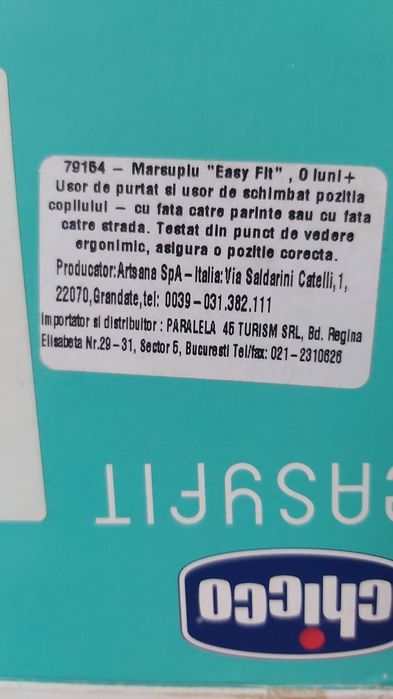 79154 – Marsupiu "Easy Fit" , 0 luni+
Usor de purtat si usor de schimbat pozitia
copilului – cu fata catre parinte sau cu fata
catre strada. Testat din punct de vedere
ergonimic, asigura o pozitie corecta.
Producator:Artsana SpA–Italia:Via Saldarini Catelli,1,
22070,Grandate,tel: 0039–031.382.111
Importator si distribuitor : PARALELA 45 TURISM SRL, Bd. Regina
Elisabeta Nr.29–31, Sector 5, Bucuresti Tel/fax: 021–2310626
EASYFIT
chicco